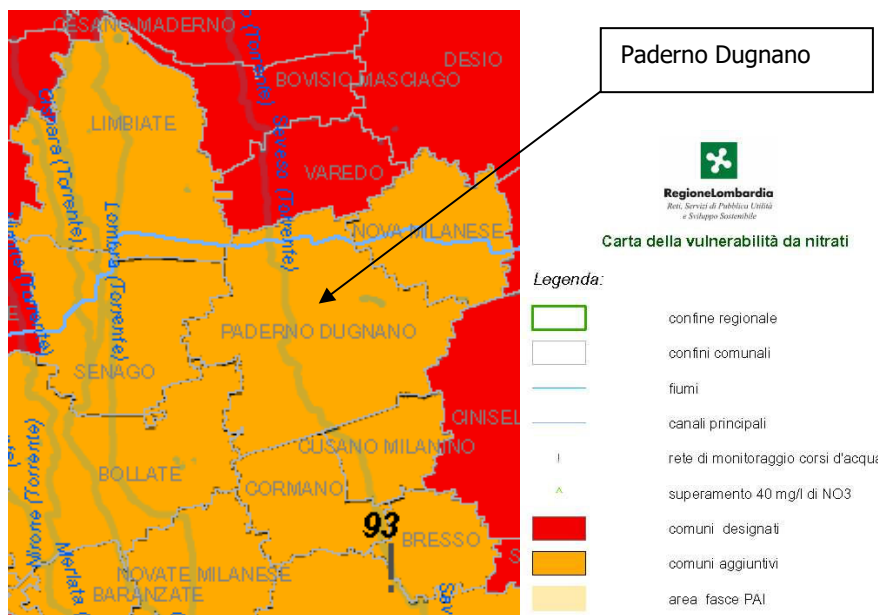 CESANO MADERNO
DESIO
BOVISIO MASCIAGO
LIMBIATE
VAREDO
Lombra (Torrente)
Seveso (Torrente)
(Torrente)
NOVA MILANESE
PADERNO DUGNANO
SENAGO
CINISEL
CUSANO MILANINO
BOLLATE
CORMANO
93
BRESSO
Nirone (Torrente)
Merlata
NOVATE MILANESE
BARANZATE
Paderno Dugnano
RegioneLombardia
Reti, Servizi di Pubblica Utilità
e Sviluppo Sostenibile
Carta della vulnerabilità da nitrati
Legenda:
confine regionale
confini comunali
fiumi
canali principali
rete di monitoraggio corsi d'acqua
superamento 40 mg/l di NO3
comuni designati
comuni aggiuntivi
area fasce PAI